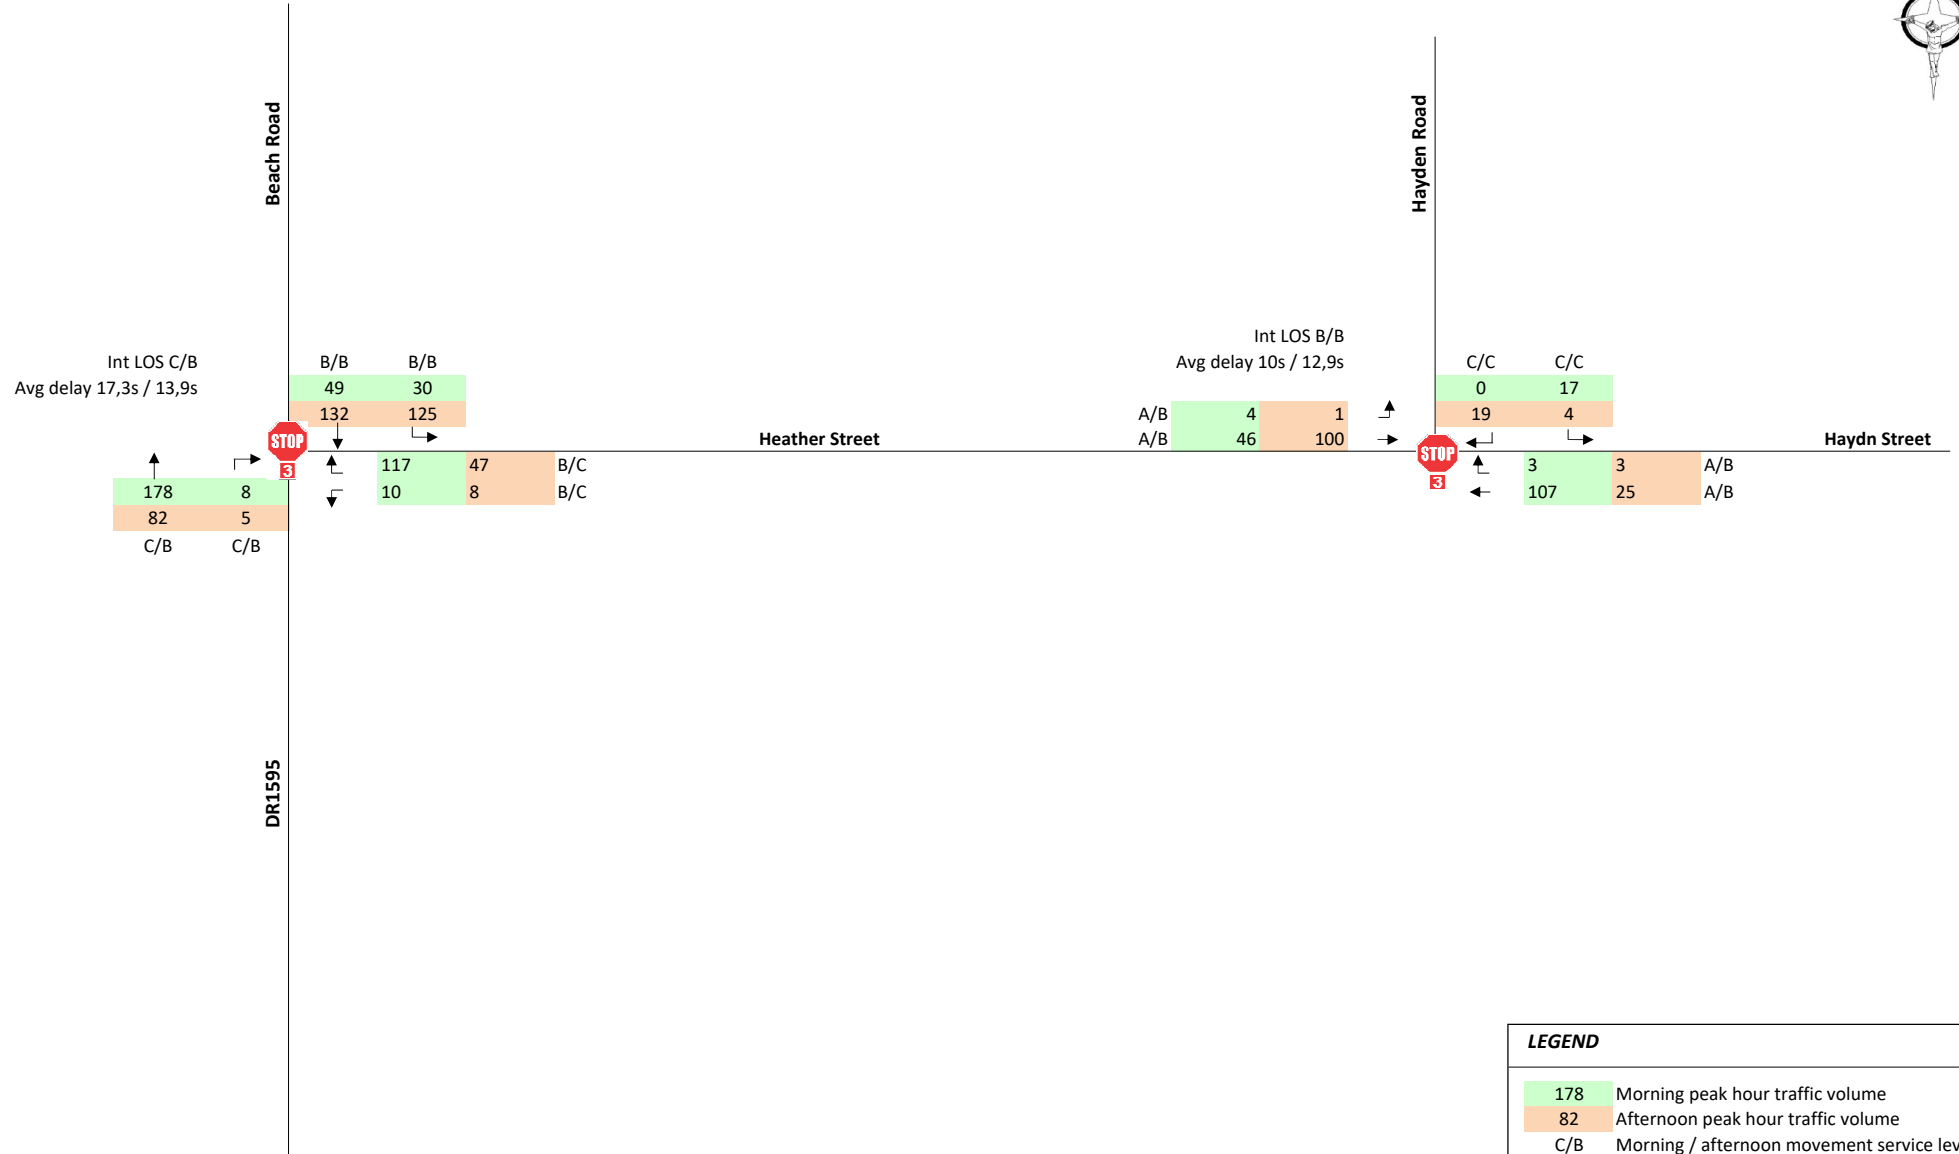 Beach Road
Hayden Road
Int LOS C/B
Avg delay 17,3s / 13,9s
B/B B/B
49 30
132 125
STOP
3
178 8
82 5
C/B C/B
117 47 B/C
10 8 B/C
Heather Street
DR1595
Int LOS B/B
Avg delay 10s / 12,9s
A/B 4 1
A/B 46 100
C/C C/C
0 17
19 4
STOP
3
Haydn Street
3 3 A/B
107 25 A/B
LEGEND
178 Morning peak hour traffic volume
82 Afternoon peak hour traffic volume
C/B Morning / afternoon movement service lev